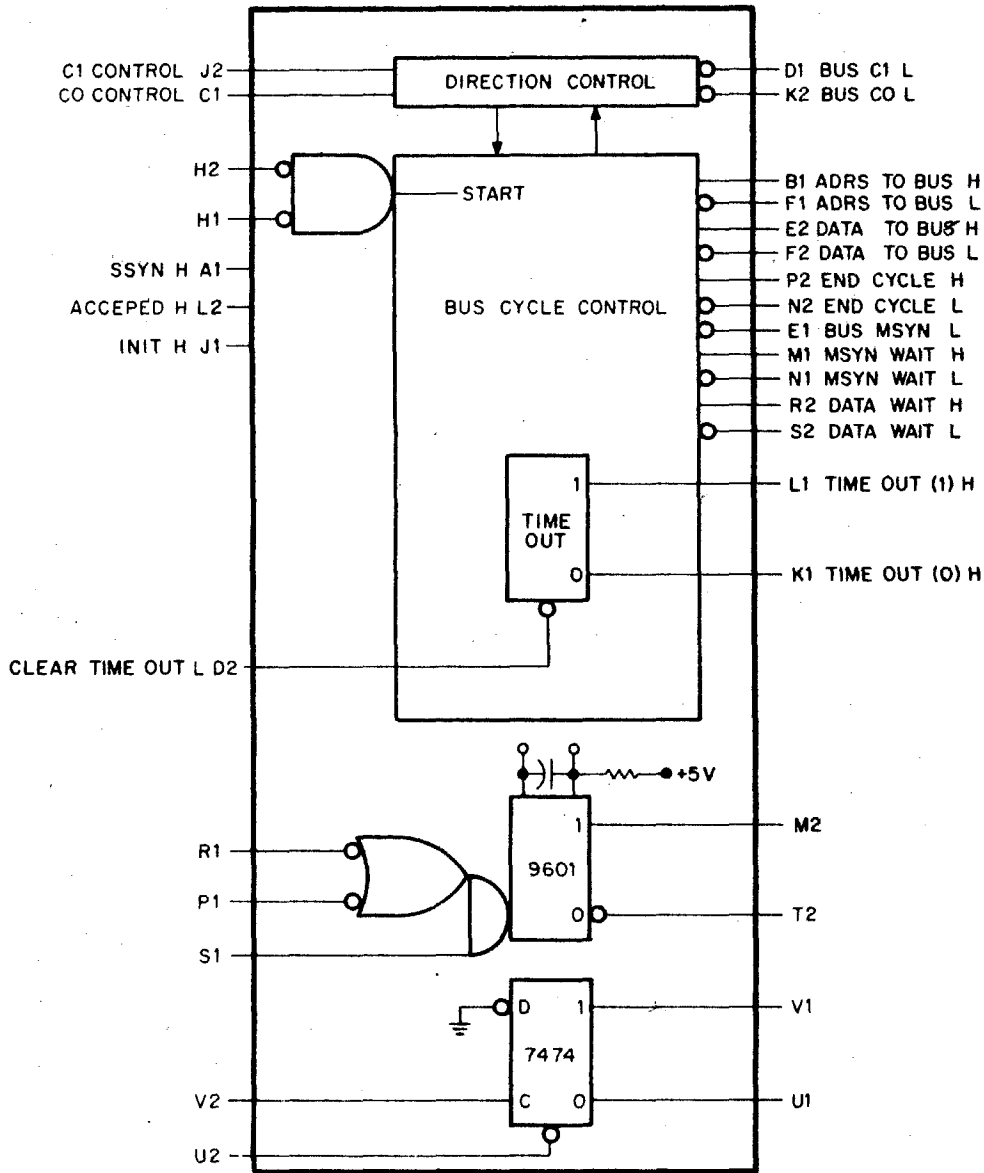 C1 CONTROL J2
CO CONTROL C1
DIRECTION CONTROL
D1 BUS C1 L
K2 BUS CO L
H2
H1
START
SSYN H A1
ACCEPED H L2
INIT H J1
BUS CYCLE CONTROL
B1 ADRS TO BUS H
F1 ADRS TO BUS L
E2 DATA TO BUS H
F2 DATA TO BUS L
P2 END CYCLE H
N2 END CYCLE L
E1 BUS MSYN L
M1 MSYN WAIT H
N1 MSYN WAIT L
R2 DATA WAIT H
S2 DATA WAIT L
1
TIME
OUT
0
L1 TIME OUT (1) H
K1 TIME OUT (0) H
CLEAR TIME OUT L D2
+5V
R1
P1
S1
1
9601
0
M2
T2
D 1
7474
C 0
V1
V2
U1
U2